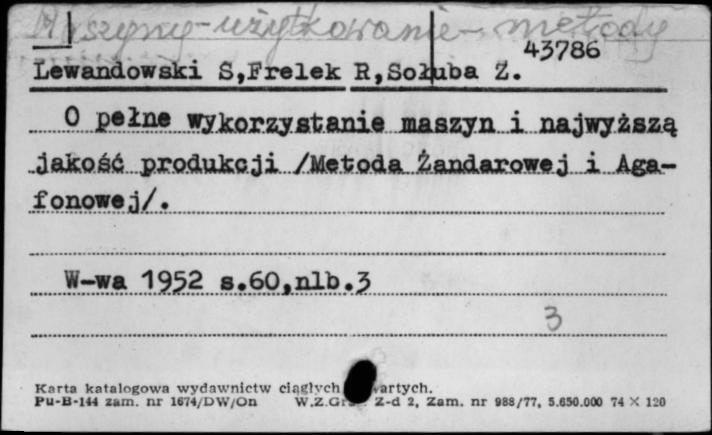 Maszyny-użytkowanie-metody
43786
Lewandowski S,Frelek R,Sołuba Z.
O pełne wykorzystanie maszyn i najwyższą
jakość produkcji /Metoda Żandarowej i Aga-
fonowej/.
W-wa 1952 s.60,nlb.3
3
Karta katalogowa wydawnictw ciągłych
Pu-B-144 zam. nr 1674/DW/On W.Z.Graf. Z-d 2, Zam. nr 988/77, 5.650.000 74 X 120